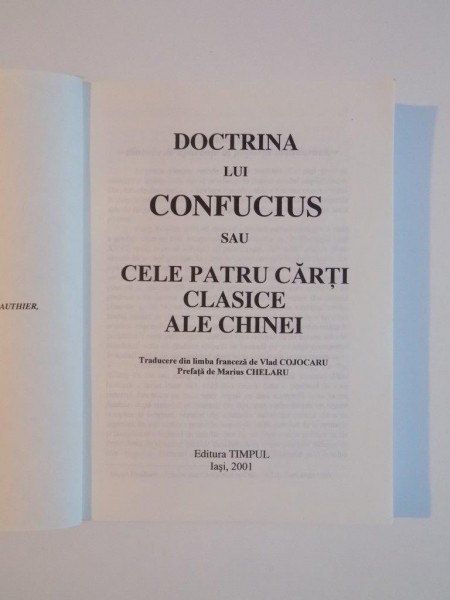 AUTHIER,
DOCTRINA
LUI
CONFUCIUS
SAU
CELE PATRU CĂRȚI
CLASICE
ALE CHINEI
Traducere din limba franceză de Vlad COJOCARU
Prefață de Marius CHELARU
Editura TIMPUL
Iași, 2001